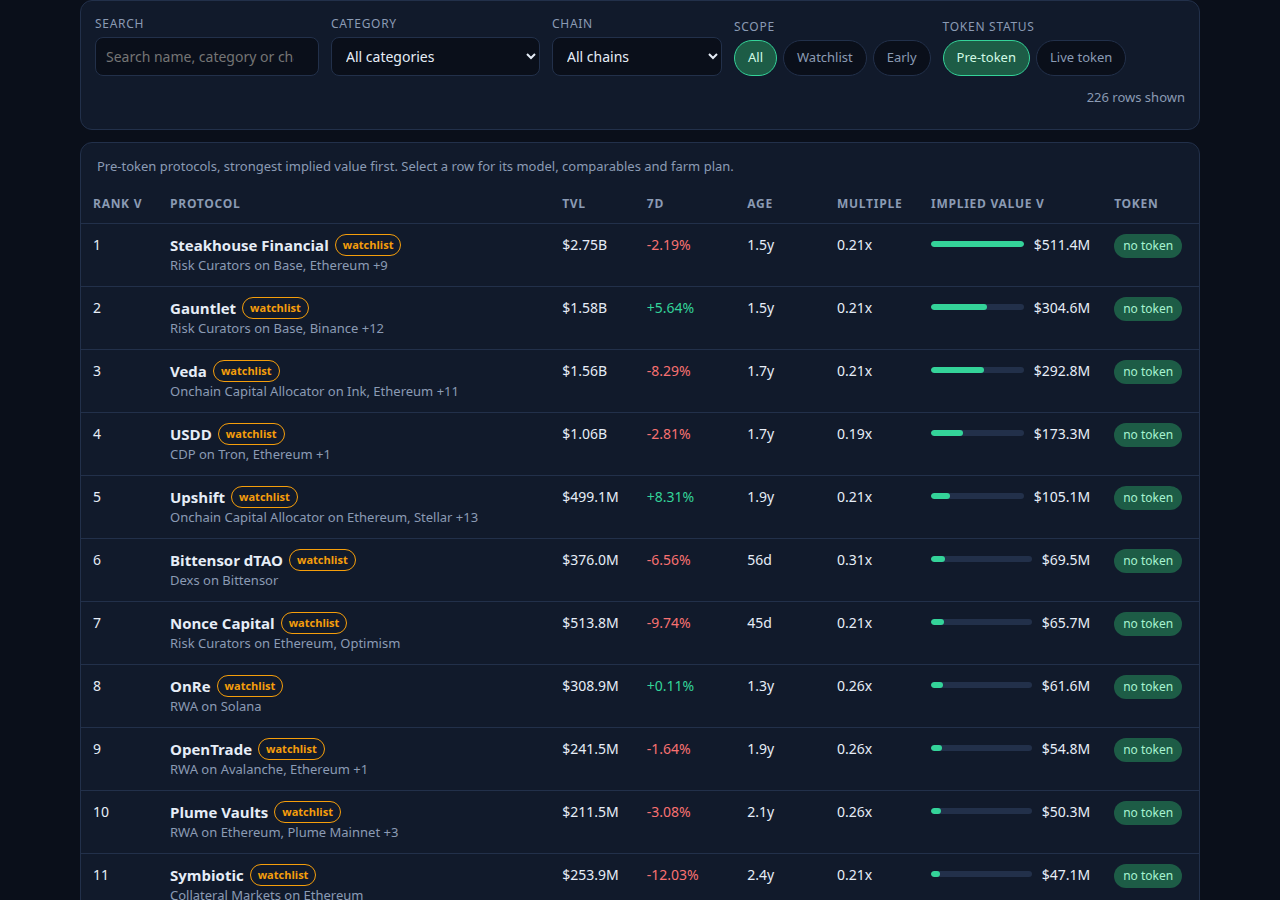 SEARCH CATEGORY CHAIN SCOPE TOKEN STATUS
Search name, category or ch All categories All chains All Watchlist Early Pre-token Live token
226 rows shown
Pre-token protocols, strongest implied value first. Select a row for its model, comparables and farm plan.
RANK V PROTOCOL TVL 7D AGE MULTIPLE IMPLIED VALUE V TOKEN
1 Steakhouse Financial watchlist $2.75B -2.19% 1.5y 0.21x $511.4M no token
Risk Curators on Base, Ethereum +9
2 Gauntlet watchlist $1.58B +5.64% 1.5y 0.21x $304.6M no token
Risk Curators on Base, Binance +12
3 Veda watchlist $1.56B -8.29% 1.7y 0.21x $292.8M no token
Onchain Capital Allocator on Ink, Ethereum +11
4 USDD watchlist $1.06B -2.81% 1.7y 0.19x $173.3M no token
CDP on Tron, Ethereum +1
5 Upshift watchlist $499.1M +8.31% 1.9y 0.21x $105.1M no token
Onchain Capital Allocator on Ethereum, Stellar +13
6 Bittensor dTAO watchlist $376.0M -6.56% 56d 0.31x $69.5M no token
Dexs on Bittensor
7 Nonce Capital watchlist $513.8M -9.74% 45d 0.21x $65.7M no token
Risk Curators on Ethereum, Optimism
8 OnRe watchlist $308.9M +0.11% 1.3y 0.26x $61.6M no token
RWA on Solana
9 OpenTrade watchlist $241.5M -1.64% 1.9y 0.26x $54.8M no token
RWA on Avalanche, Ethereum +1
10 Plume Vaults watchlist $211.5M -3.08% 2.1y 0.26x $50.3M no token
RWA on Ethereum, Plume Mainnet +3
11 Symbiotic watchlist $253.9M -12.03% 2.4y 0.21x $47.1M no token
Collateral Markets on Ethereum